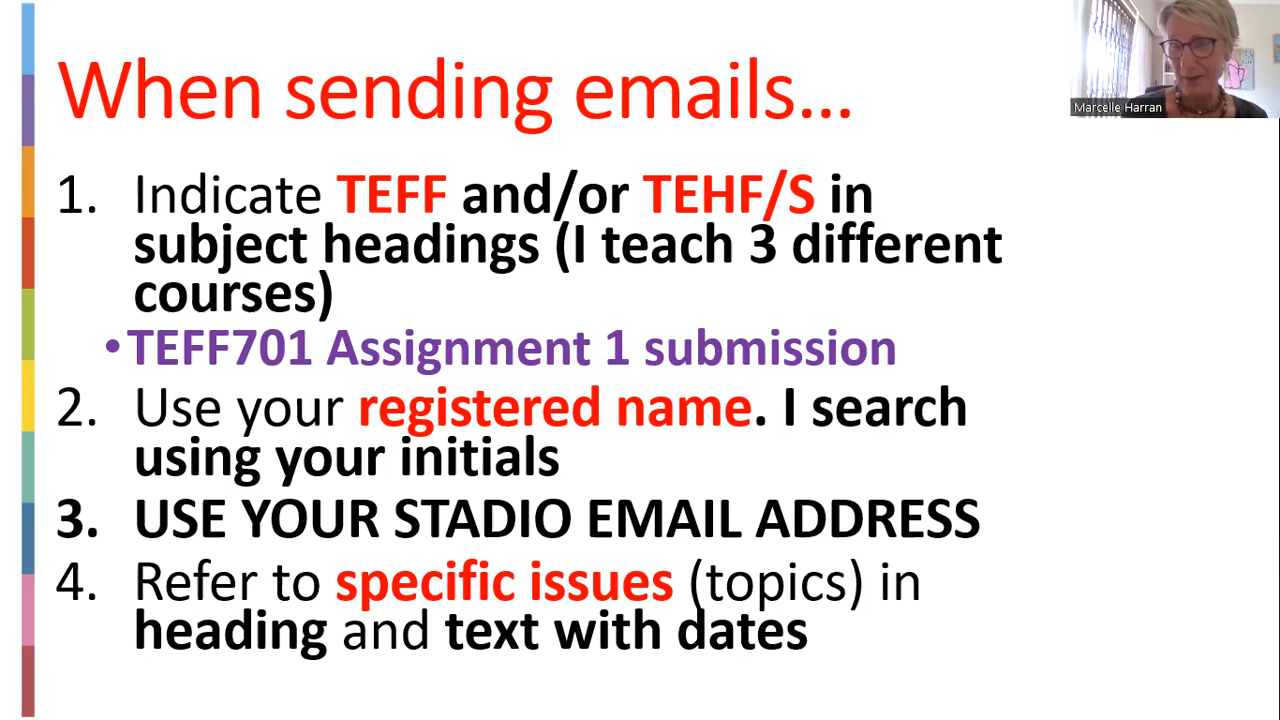 When sending emails...
Marcelle Harran
1. Indicate TEFF and/or TEHF/S in
subject headings (I teach 3 different
courses)
•TEFF701 Assignment 1 submission
2. Use your registered name. I search
using your initials
3. USE YOUR STADIO EMAIL ADDRESS
4. Refer to specific issues (topics) in
heading and text with dates